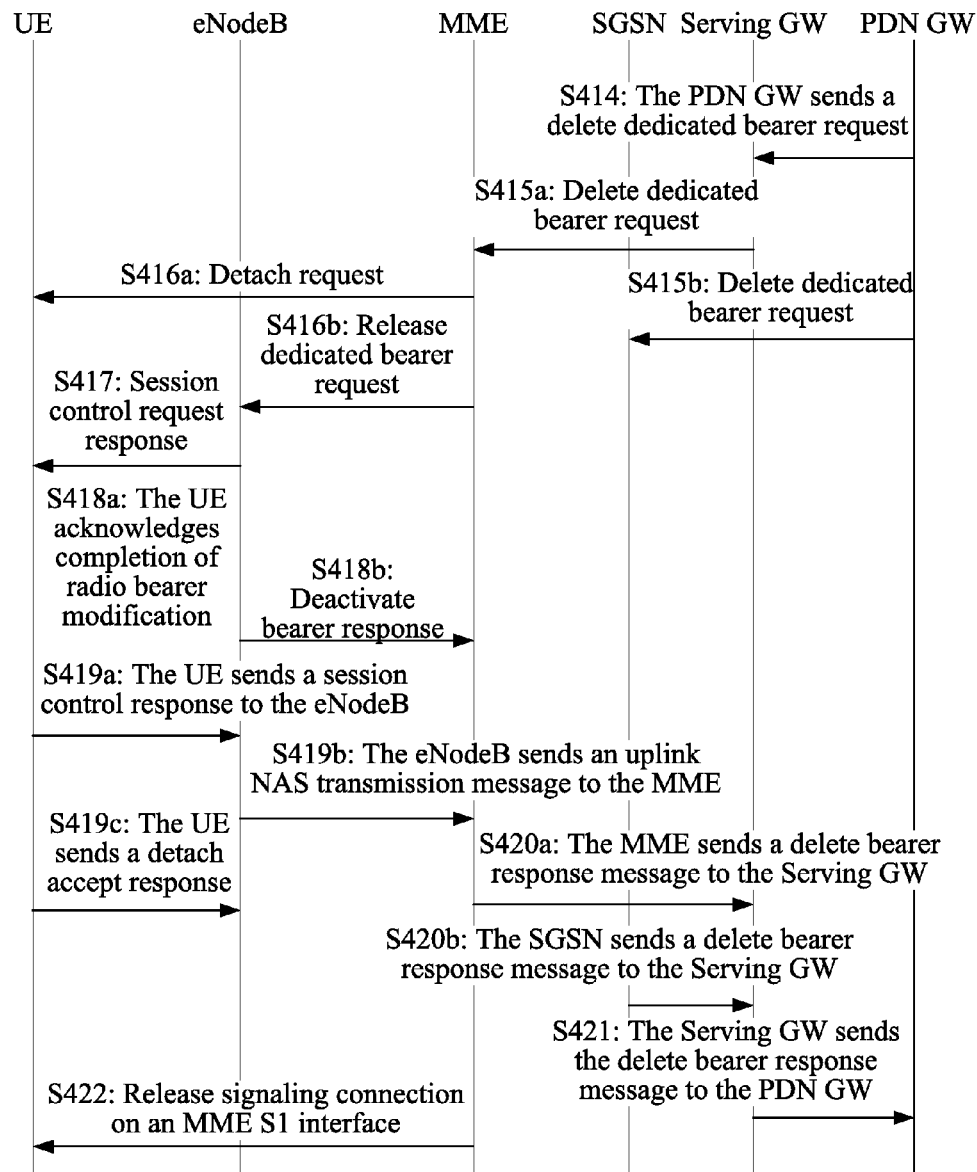 UE eNodeB MME SGSN Serving GW PDN GW
S414: The PDN GW sends a
delete dedicated bearer request
S415a: Delete dedicated
bearer request
S416a: Detach request
S415b: Delete dedicated
bearer request
S416b: Release
dedicated bearer
request
S417: Session
control request
response
S418a: The UE
acknowledges
completion of
radio bearer
modification
S418b:
Deactivate
bearer response
S419a: The UE sends a session
control response to the eNodeB
S419b: The eNodeB sends an uplink
NAS transmission message to the MME
S419c: The UE
sends a detach
accept response
S420a: The MME sends a delete bearer
response message to the Serving GW
S420b: The SGSN sends a delete bearer
response message to the Serving GW
S421: The Serving GW sends
the delete bearer response
message to the PDN GW
S422: Release signaling connection
on an MME S1 interface